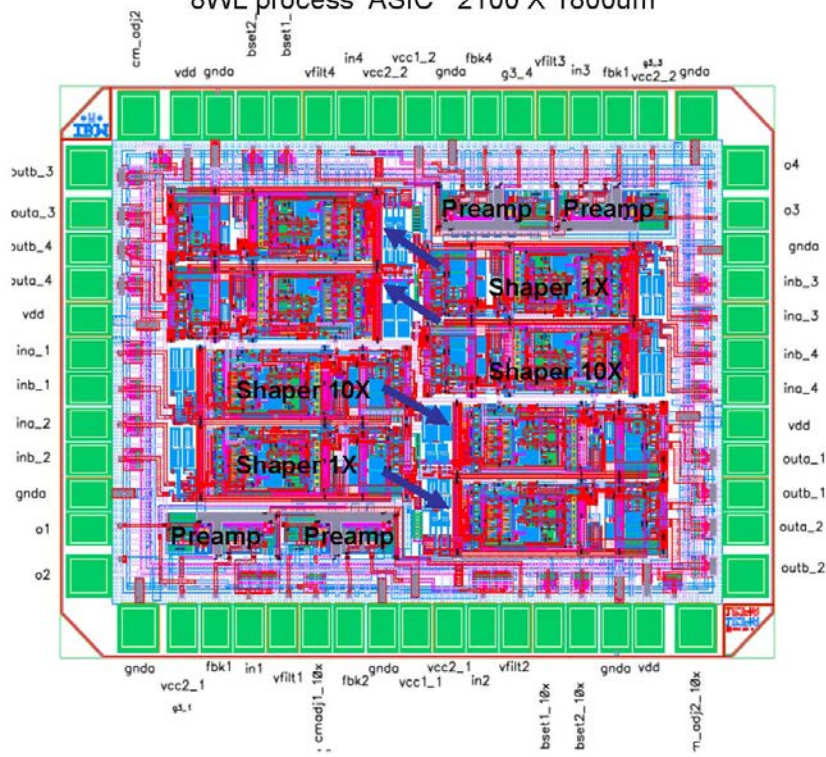 8WL process ASIC 2100 X 1800um
cm_adj2
vdd
gnda
bset2_
bset1_
vfilt4
in4
vcc2_2
vcc1_2
gnda
fbk4
g3_4
vfilt3
in3
fbk1
g3_3
vcc2_2
gnda
outb_3
outa_3
outb_4
outa_4
vdd
ina_1
inb_1
ina_2
inb_2
gnda
o1
o2
Preamp
Preamp
Shaper 1X
Shaper 10X
Shaper 10X
Shaper 1X
Preamp
Preamp
o4
o3
gnda
inb_3
ina_3
inb_4
ina_4
vdd
outa_1
outb_1
outa_2
outb_2
gnda
vcc2_1
g3_1
fbk1
in1
vfilt1
cmadj1_10x
fbk2
gnda
vcc1_1
vcc2_1
in2
vfilt2
bset1_10x
bset2_10x
gnda
vdd
m_adj2_10x